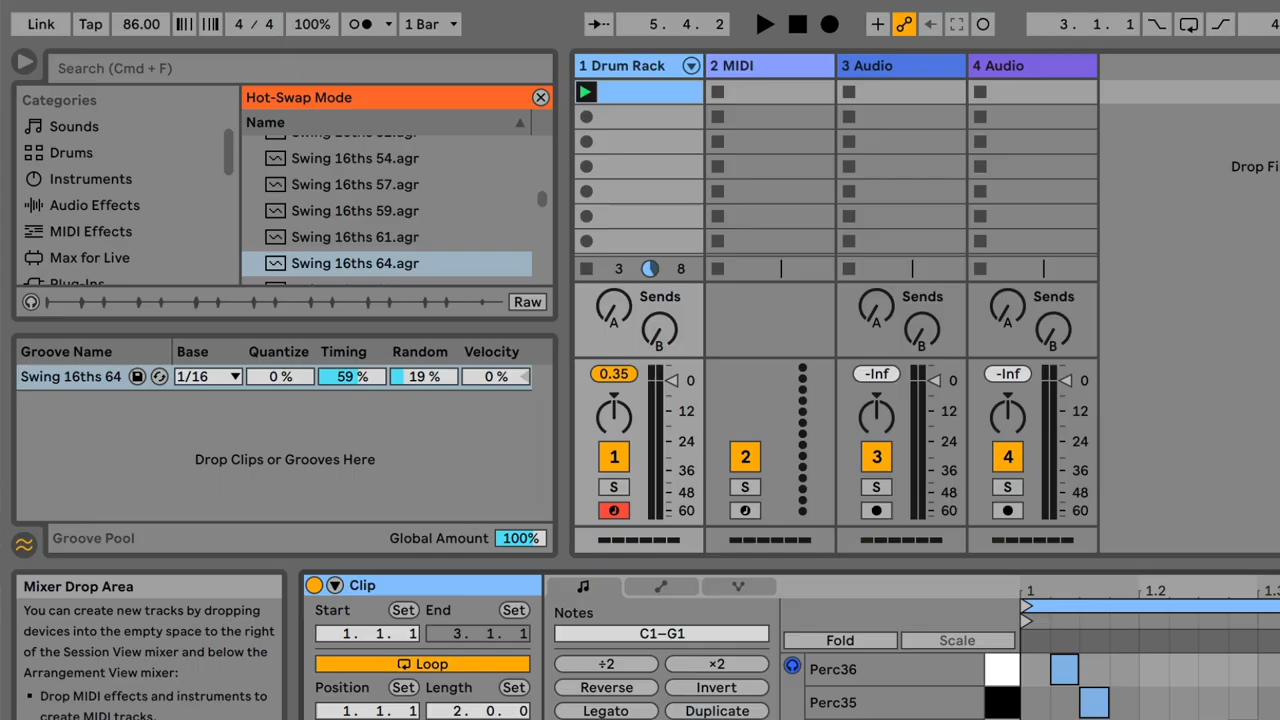 Link Tap 86.00 4 / 4 100% 1 Bar 5. 4. 2 3. 1. 1 4
Search (Cmd + F)
Categories
Sounds
Drums
Instruments
Audio Effects
MIDI Effects
Max for Live
Plug-Ins
Hot-Swap Mode
Name
Swing 16ths 54.agr
Swing 16ths 57.agr
Swing 16ths 59.agr
Swing 16ths 61.agr
Swing 16ths 64.agr
Raw
1 Drum Rack 2 MIDI 3 Audio 4 Audio
Drop Fi
3 8
Sends Sends Sends
A A A
B B B
0.35 -Inf -Inf
0 0 0
12 12 12
24 24 24
36 36 36
48 48 48
60 60 60
1 2 3 4
S S S S
Groove Name Base Quantize Timing Random Velocity
Swing 16ths 64 1/16 0 % 59 % 19 % 0 %
Drop Clips or Grooves Here
Groove Pool Global Amount 100%
Mixer Drop Area
You can create new tracks by dropping
devices into the empty space to the right
of the Session View mixer and below the
Arrangement View mixer:
Drop MIDI effects and instruments to
create MIDI tracks.
Clip
Start Set End Set
1. 1. 1 3. 1. 1
Loop
Position Set Length Set
1. 1. 1 2. 0. 0
Notes
C1–G1
÷2 ×2
Reverse Invert
Legato Duplicate
1 1.2 1.3
Fold Scale
Perc36
Perc35